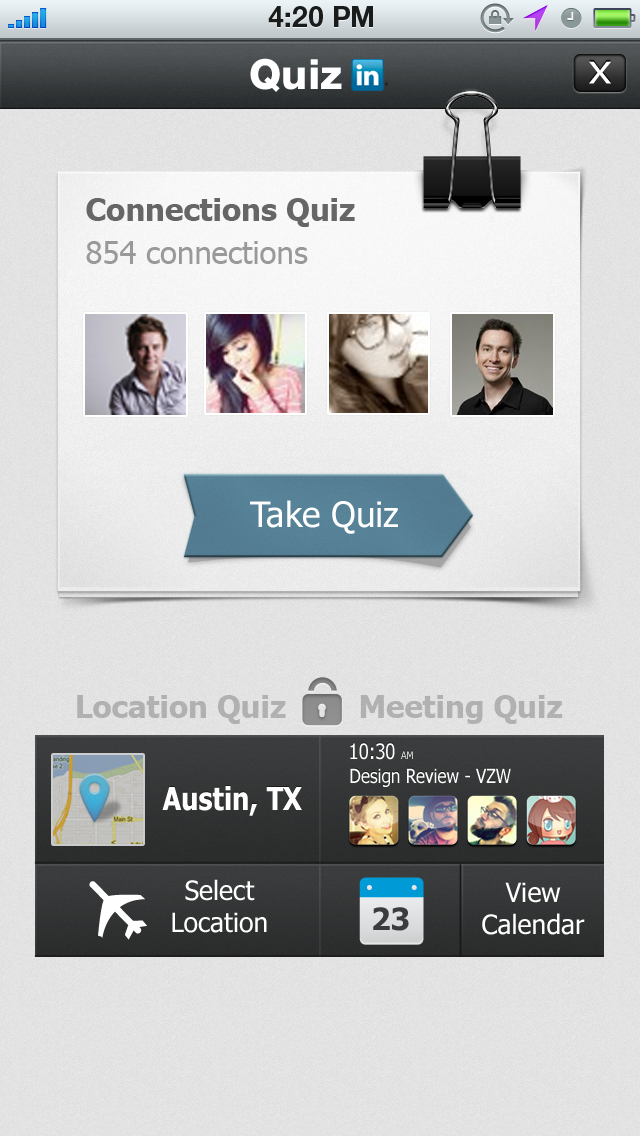 4:20 PM
Quiz in
X
Connections Quiz
854 connections
Take Quiz
Location Quiz
Meeting Quiz
Main St
Austin, TX
10:30 AM
Design Review - VZW
Select
Location
23
View
Calendar